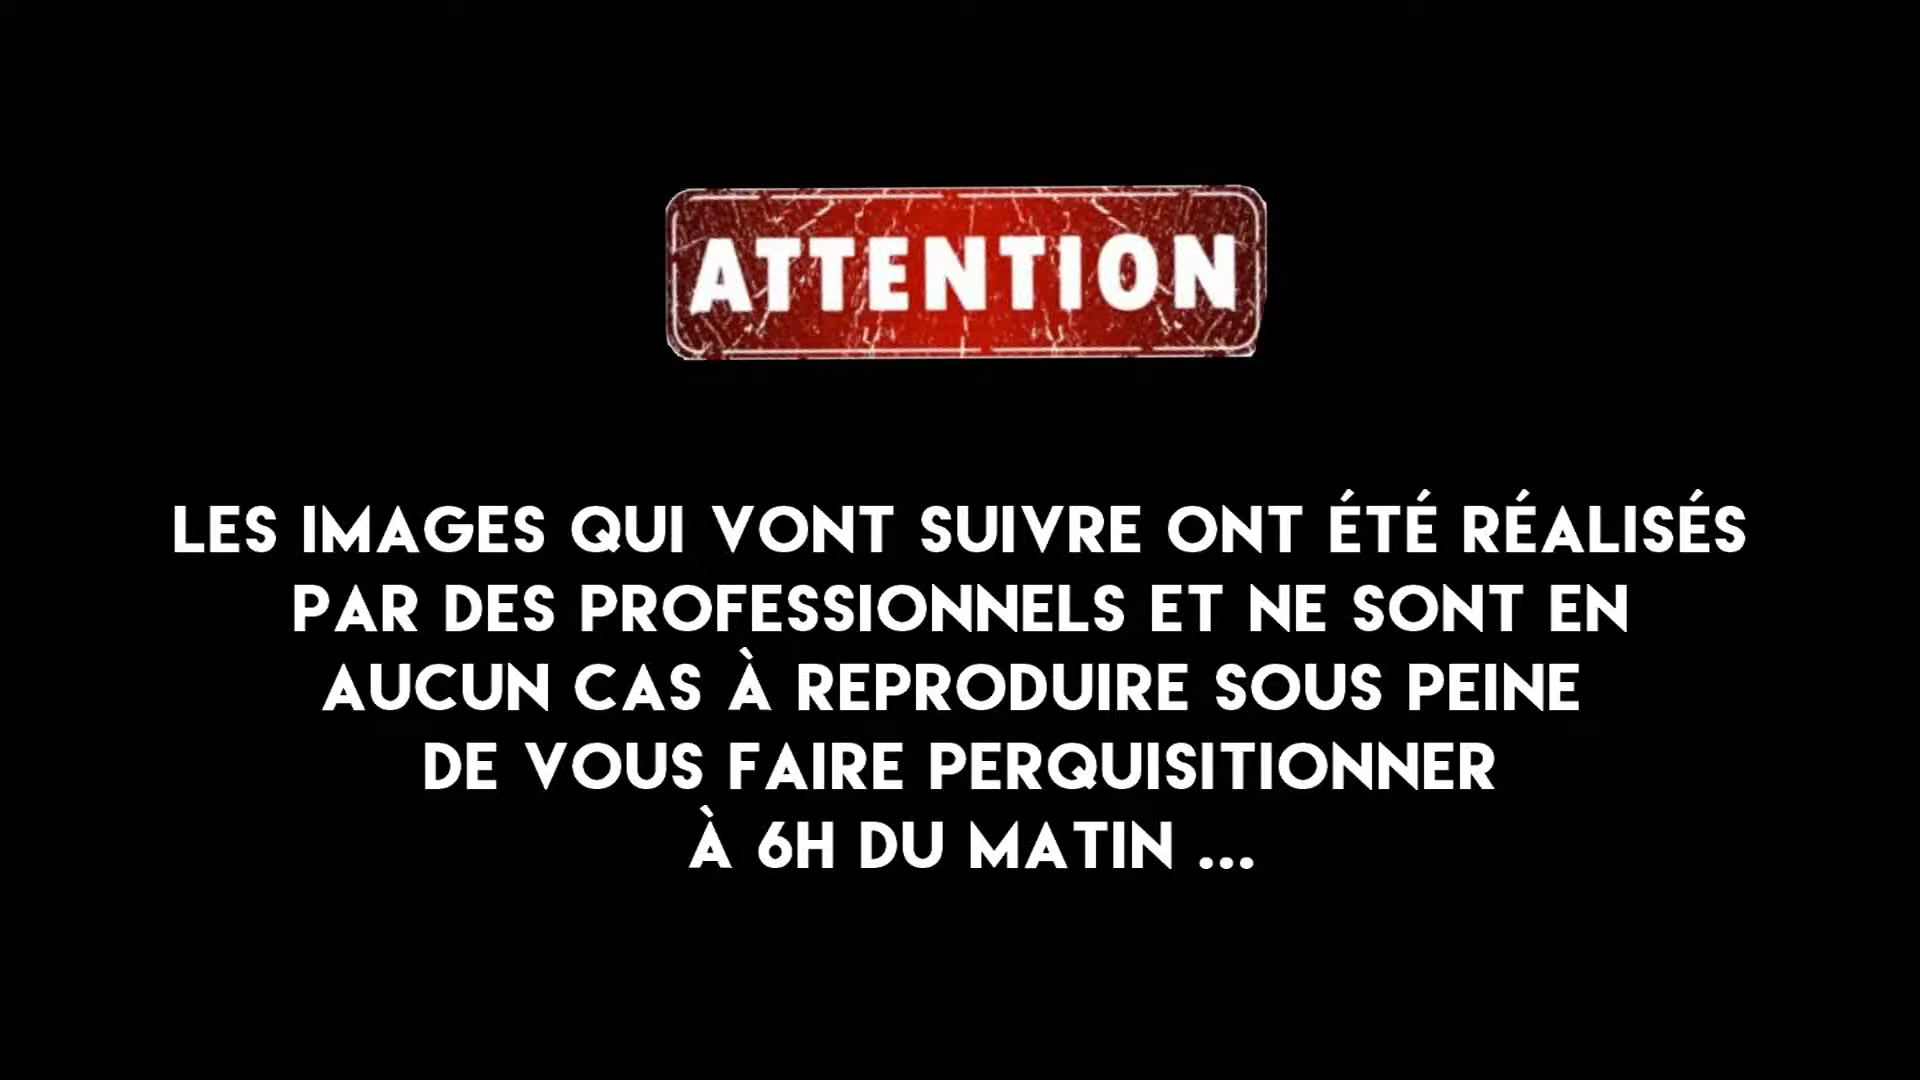 ATTENTION
LES IMAGES QUI VONT SUIVRE ONT ÉTÉ RÉALISÉS
PAR DES PROFESSIONNELS ET NE SONT EN
AUCUN CAS À REPRODUIRE SOUS PEINE
DE VOUS FAIRE PERQUISITIONNER
À 6H DU MATIN ...